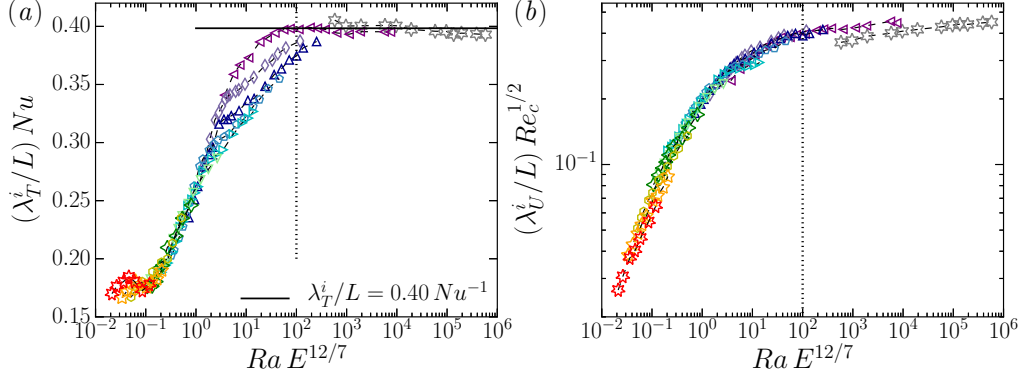 (a)
(λ_T^i/L) Nu
0.40
0.35
0.30
0.25
0.20
0.15
λ_T^i/L = 0.40 Nu^{-1}
10^{-2} 10^{-1} 10^0 10^1 10^2 10^3 10^4 10^5 10^6
Ra E^{12/7}
(b)
(λ_U^i/L) Re_c^{1/2}
10^{-1}
10^{-2} 10^{-1} 10^0 10^1 10^2 10^3 10^4 10^5 10^6
Ra E^{12/7}